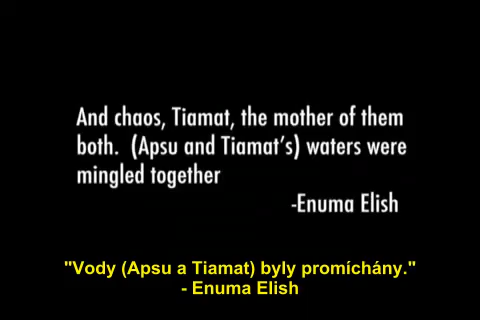 And chaos, Tiamat, the mother of them
both.  (Apsu and Tiamat's) waters were
mingled together
-Enuma Elish
"Vody (Apsu a Tiamat) byly promíchány."
- Enuma Elish